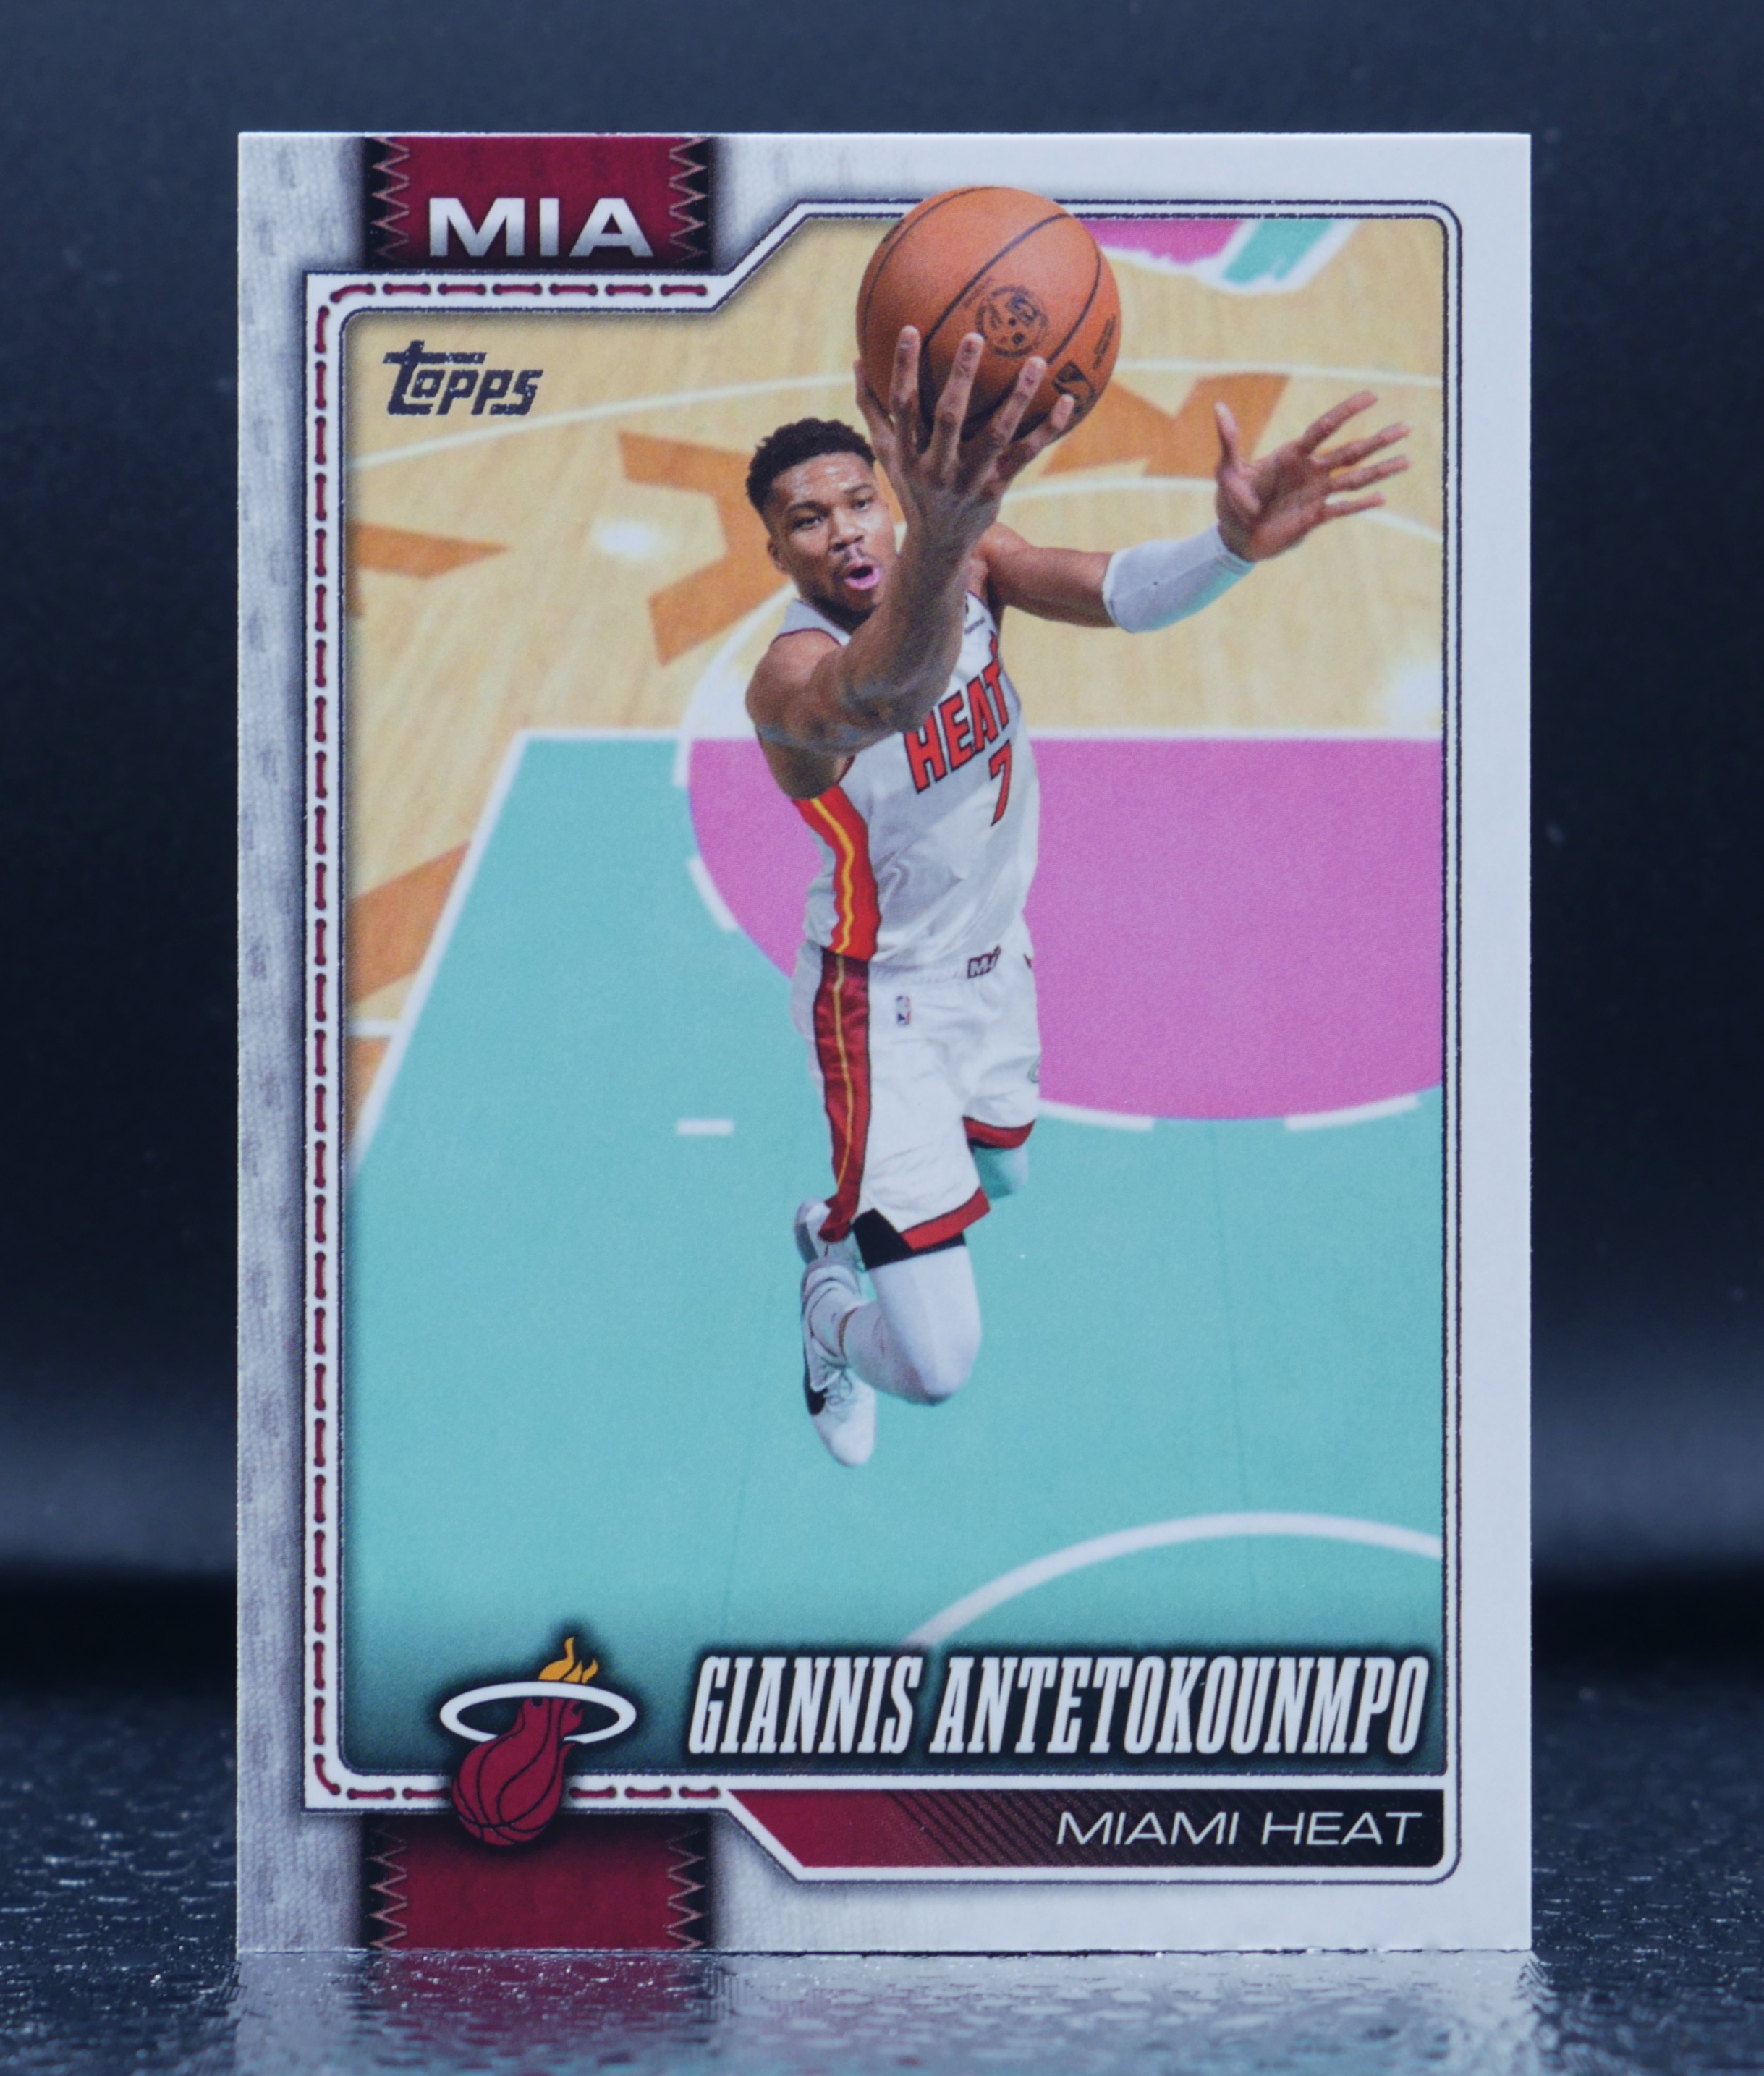 MIA
Topps
HEAT
7
GIANNIS ANTETOKOUNMPO
MIAMI HEAT